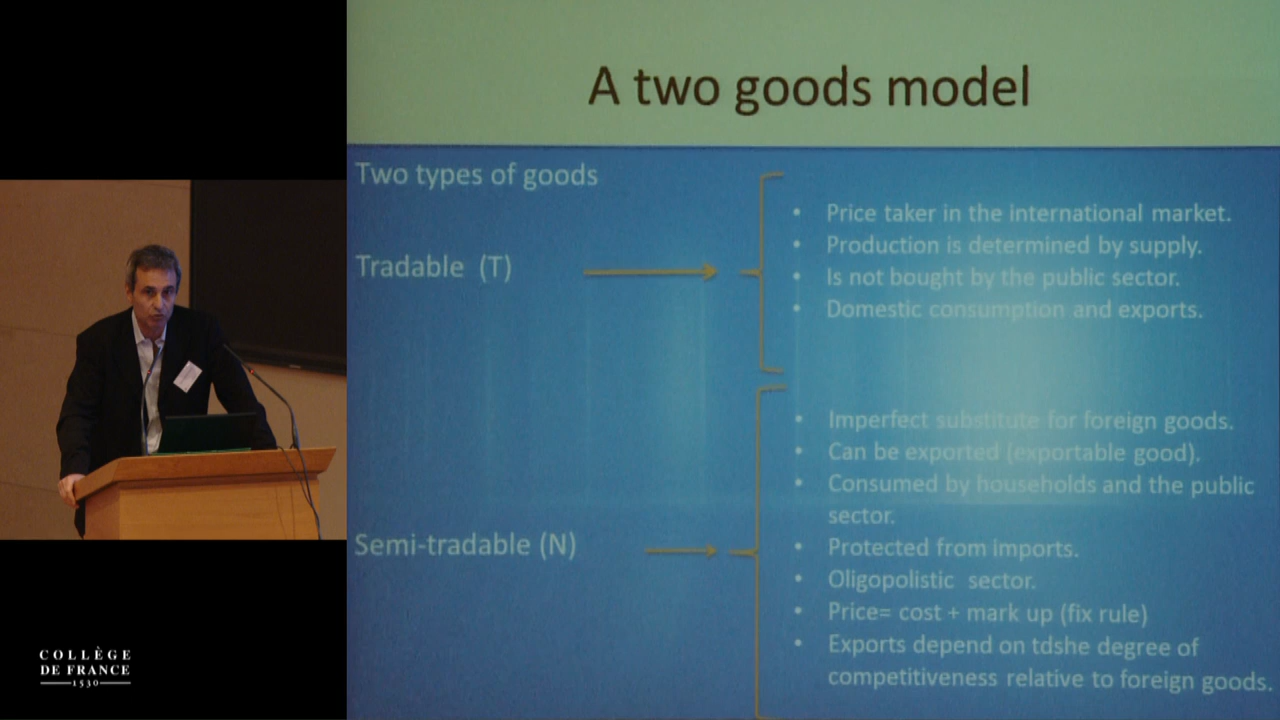 A two goods model
Two types of goods
Tradable (T)
• Price taker in the international market.
• Production is determined by supply.
• Is not bought by the public sector.
• Domestic consumption and exports.
Semi-tradable (N)
• Imperfect substitute for foreign goods.
• Can be exported (exportable good).
• Consumed by households and the public
sector.
• Protected from imports.
• Oligopolistic sector.
• Price= cost + mark up (fix rule)
• Exports depend on tdshe degree of
competitiveness relative to foreign goods.
COLLÈGE
DE FRANCE
1530